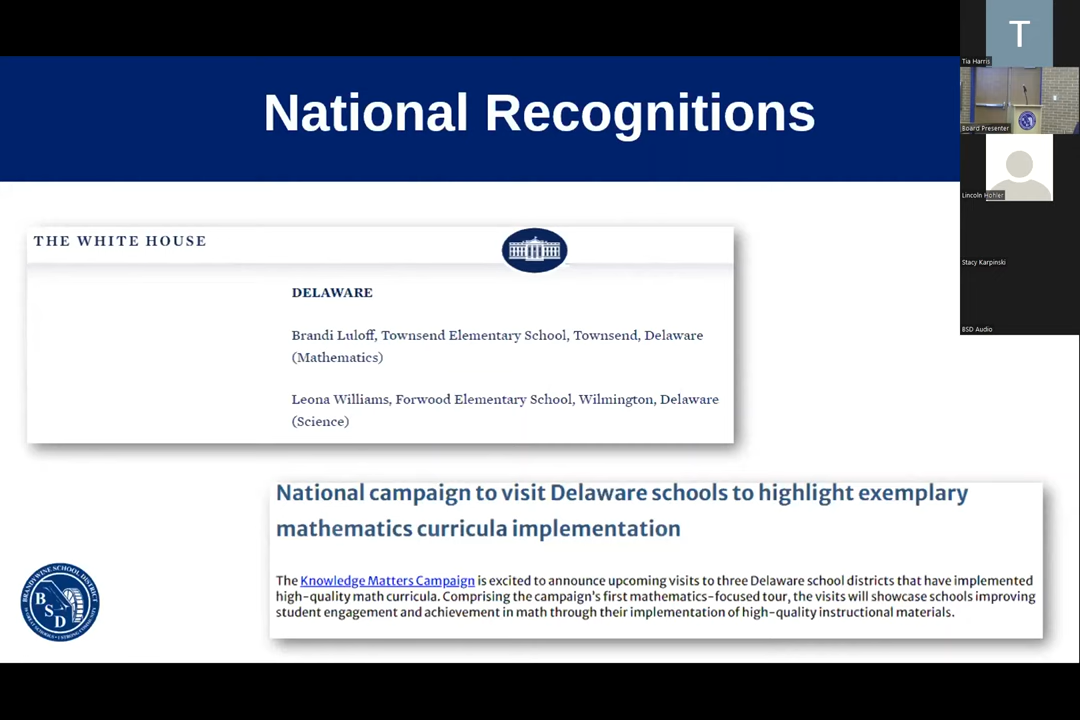 National Recognitions
THE WHITE HOUSE
DELAWARE
Brandi Luloff, Townsend Elementary School, Townsend, Delaware
(Mathematics)
Leona Williams, Forwood Elementary School, Wilmington, Delaware
(Science)
National campaign to visit Delaware schools to highlight exemplary
mathematics curricula implementation
The Knowledge Matters Campaign is excited to announce upcoming visits to three Delaware school districts that have implemented
high-quality math curricula. Comprising the campaign's first mathematics-focused tour, the visits will showcase schools improving
student engagement and achievement in math through their implementation of high-quality instructional materials.
BRANDYWINE SCHOOL DISTRICT
B
S
D
T
Tia Harris
Board Presenter
Lincoln Hohler
Stacy Karpinski
BSD Audio